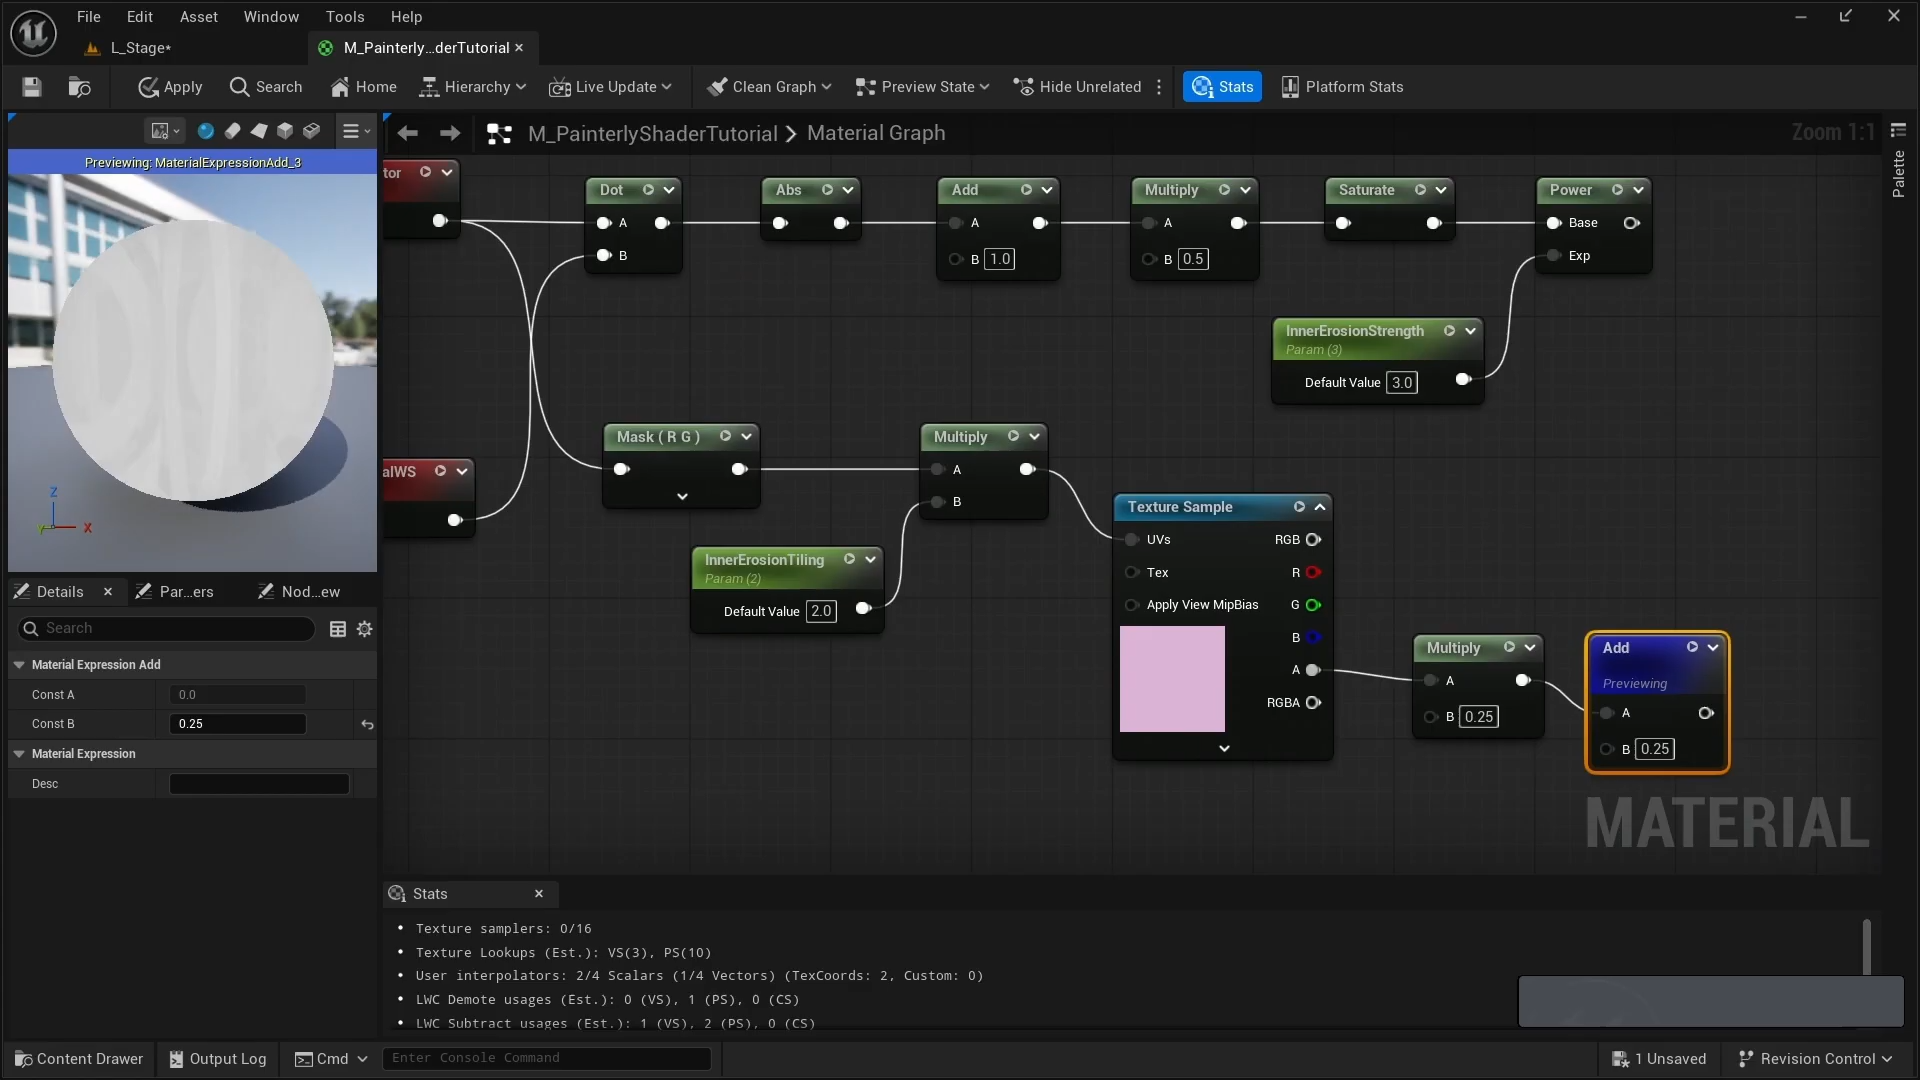 File Edit Asset Window Tools Help
L_Stage*
M_Painterly...derTutorial
Apply Search Home Hierarchy Live Update Clean Graph Preview State Hide Unrelated Stats Platform Stats
M_PainterlyShaderTutorial > Material Graph
Zoom 1:1
Palette
Previewing: MaterialExpressionAdd_3
Z
Y
X
tor
Dot
A
B
Abs
Add
A
B 1.0
Multiply
A
B 0.5
Saturate
Power
Base
Exp
InnerErosionStrength
Param (3)
Default Value 3.0
alWS
Mask ( R G )
Multiply
A
B
InnerErosionTiling
Param (2)
Default Value 2.0
Texture Sample
UVs RGB
Tex R
Apply View MipBias G
B
A
RGBA
Multiply
A
B 0.25
Add
Previewing
A
B 0.25
MATERIAL
Details Par...ers Nod...ew
Search
Material Expression Add
Const A 0.0
Const B 0.25
Material Expression
Desc
Stats
• Texture samplers: 0/16
• Texture Lookups (Est.): VS(3), PS(10)
• User interpolators: 2/4 Scalars (1/4 Vectors) (TexCoords: 2, Custom: 0)
• LWC Demote usages (Est.): 0 (VS), 1 (PS), 0 (CS)
• LWC Subtract usages (Est.): 1 (VS), 2 (PS), 0 (CS)
Content Drawer Output Log Cmd Enter Console Command 1 Unsaved Revision Control